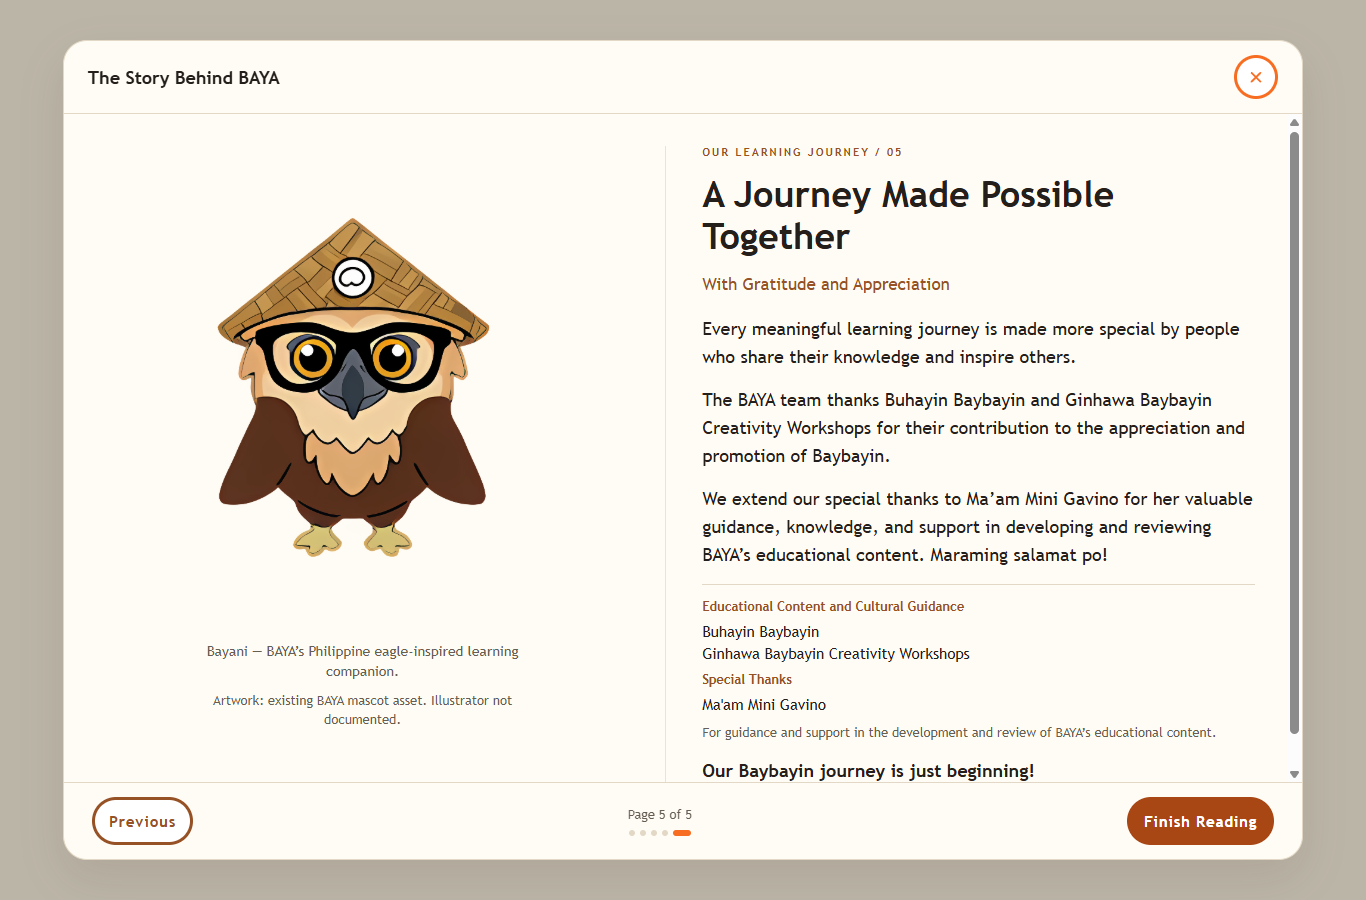 The Story Behind BAYA
OUR LEARNING JOURNEY / 05
A Journey Made Possible
Together
With Gratitude and Appreciation
Every meaningful learning journey is made more special by people
who share their knowledge and inspire others.
The BAYA team thanks Buhayin Baybayin and Ginhawa Baybayin
Creativity Workshops for their contribution to the appreciation and
promotion of Baybayin.
We extend our special thanks to Ma’am Mini Gavino for her valuable
guidance, knowledge, and support in developing and reviewing
BAYA’s educational content. Maraming salamat po!
Educational Content and Cultural Guidance
Buhayin Baybayin
Ginhawa Baybayin Creativity Workshops
Special Thanks
Ma'am Mini Gavino
For guidance and support in the development and review of BAYA’s educational content.
Our Baybayin journey is just beginning!
Bayani — BAYA’s Philippine eagle-inspired learning
companion.
Artwork: existing BAYA mascot asset. Illustrator not
documented.
Previous
Page 5 of 5
Finish Reading